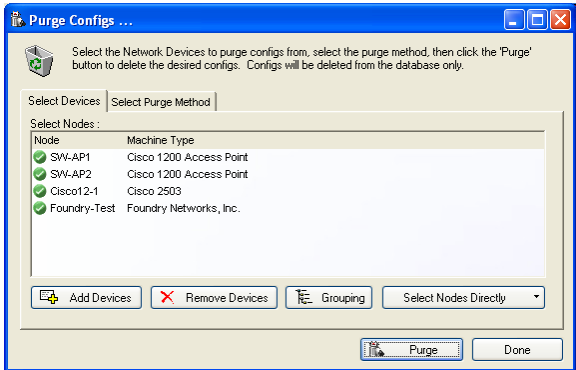 Purge Configs ...
Select the Network Devices to purge configs from, select the purge method, then click the 'Purge'
button to delete the desired configs. Configs will be deleted from the database only.
Select Devices Select Purge Method
Select Nodes :
Node Machine Type
SW-AP1 Cisco 1200 Access Point
SW-AP2 Cisco 1200 Access Point
Cisco12-1 Cisco 2503
Foundry-Test Foundry Networks, Inc.
Add Devices Remove Devices Grouping Select Nodes Directly
Purge Done